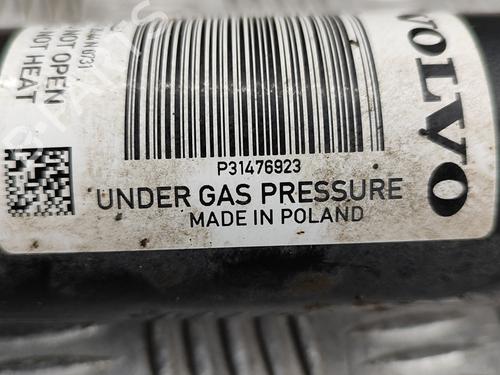 VOLVO
P31476923
UNDER GAS PRESSURE
MADE IN POLAND
NOT OPEN
NOT HEAT